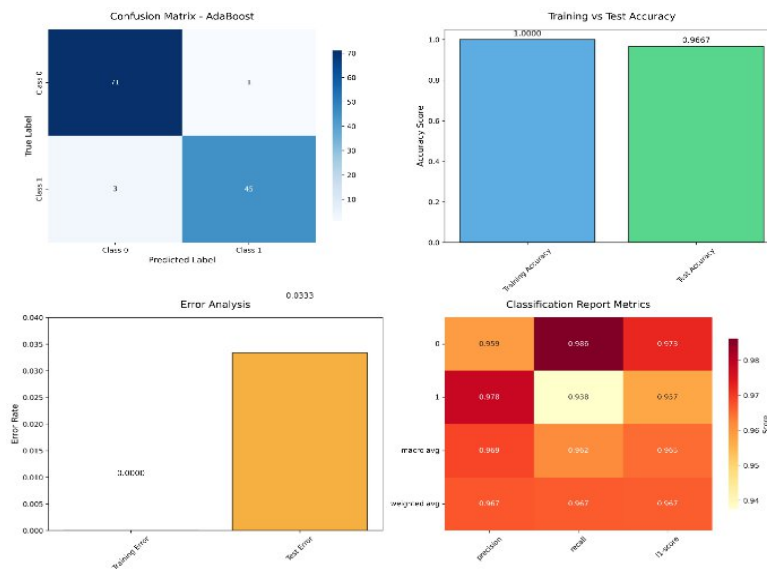 Confusion Matrix - AdaBoost
True Label
Class 0
Class 1
71
1
3
45
Class 0
Class 1
Predicted Label
70
60
50
40
30
20
10
Training vs Test Accuracy
Accuracy Score
1.0
0.8
0.6
0.4
0.2
0.0
1.0000
0.9667
Training Accuracy
Test Accuracy
Error Analysis
Error Rate
0.040
0.035
0.030
0.025
0.020
0.015
0.010
0.005
0.000
0.0000
0.0333
Training Error
Test Error
Classification Report Metrics
0
0.959
0.986
0.973
1
0.978
0.938
0.957
macro avg
0.969
0.962
0.965
weighted avg
0.967
0.967
0.967
precision
recall
f1-score
0.98
0.97
0.96
0.95
0.94
Score